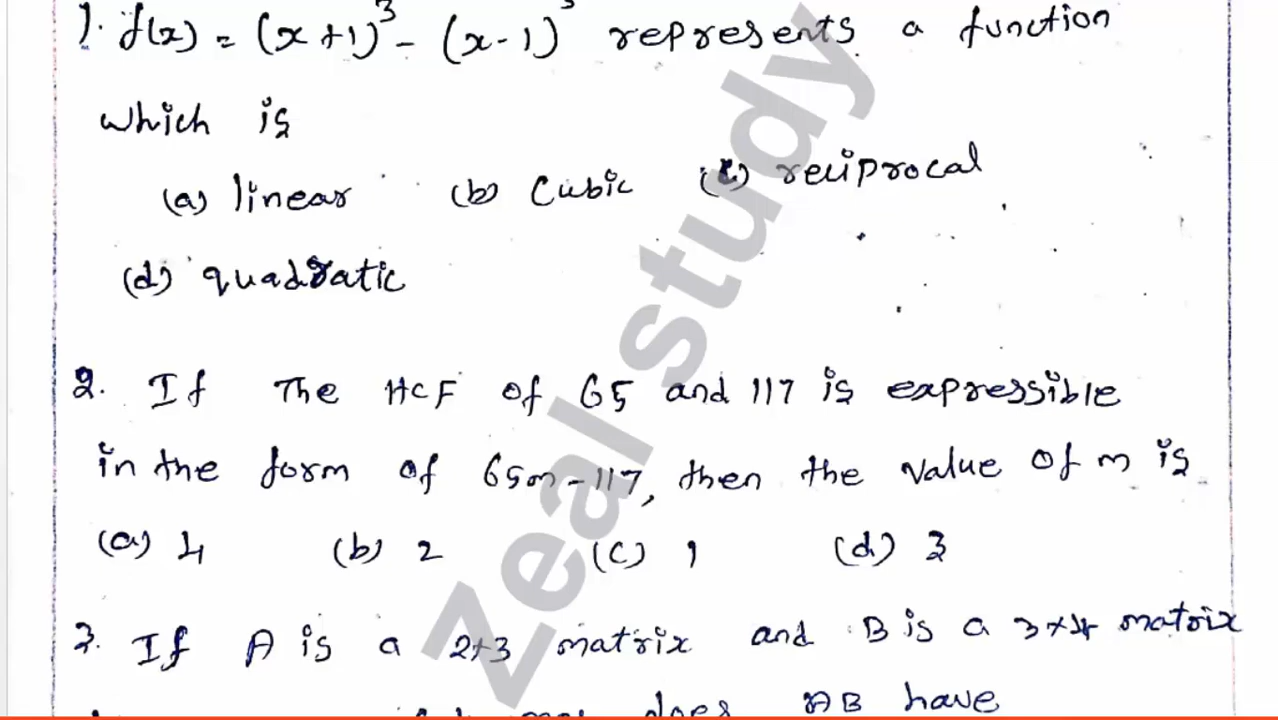 1. f(x) = (x+1)³ - (x-1)³ represents a function
which is
(a) linear (b) Cubic (c) reciprocal
(d) quadratic
2. If The HCF of 65 and 117 is expressible
in the form of 65m-117, then the value of m is
(a) 4 (b) 2 (c) 1 (d) 3
3. If A is a 2×3 matrix and B is a 3×4 matrix
does AB have
Zeal study